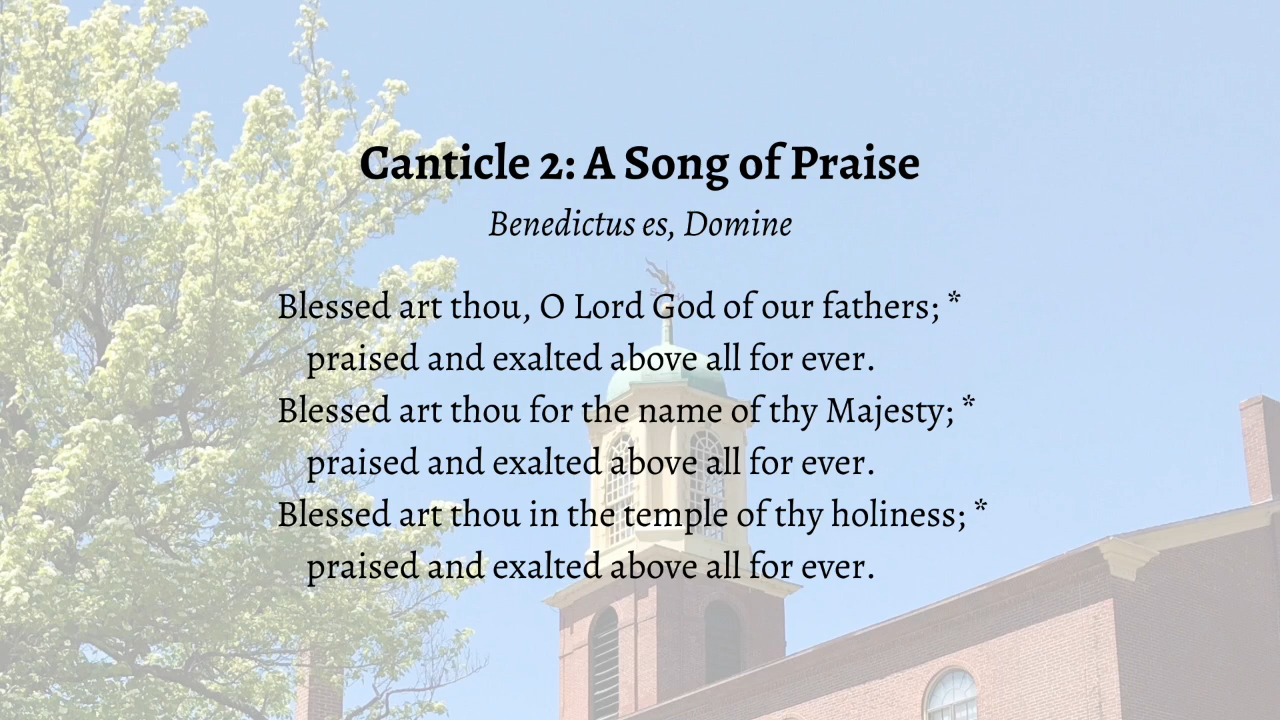 Canticle 2: A Song of Praise
Benedictus es, Domine
Blessed art thou, O Lord God of our fathers; *
praised and exalted above all for ever.
Blessed art thou for the name of thy Majesty; *
praised and exalted above all for ever.
Blessed art thou in the temple of thy holiness; *
praised and exalted above all for ever.